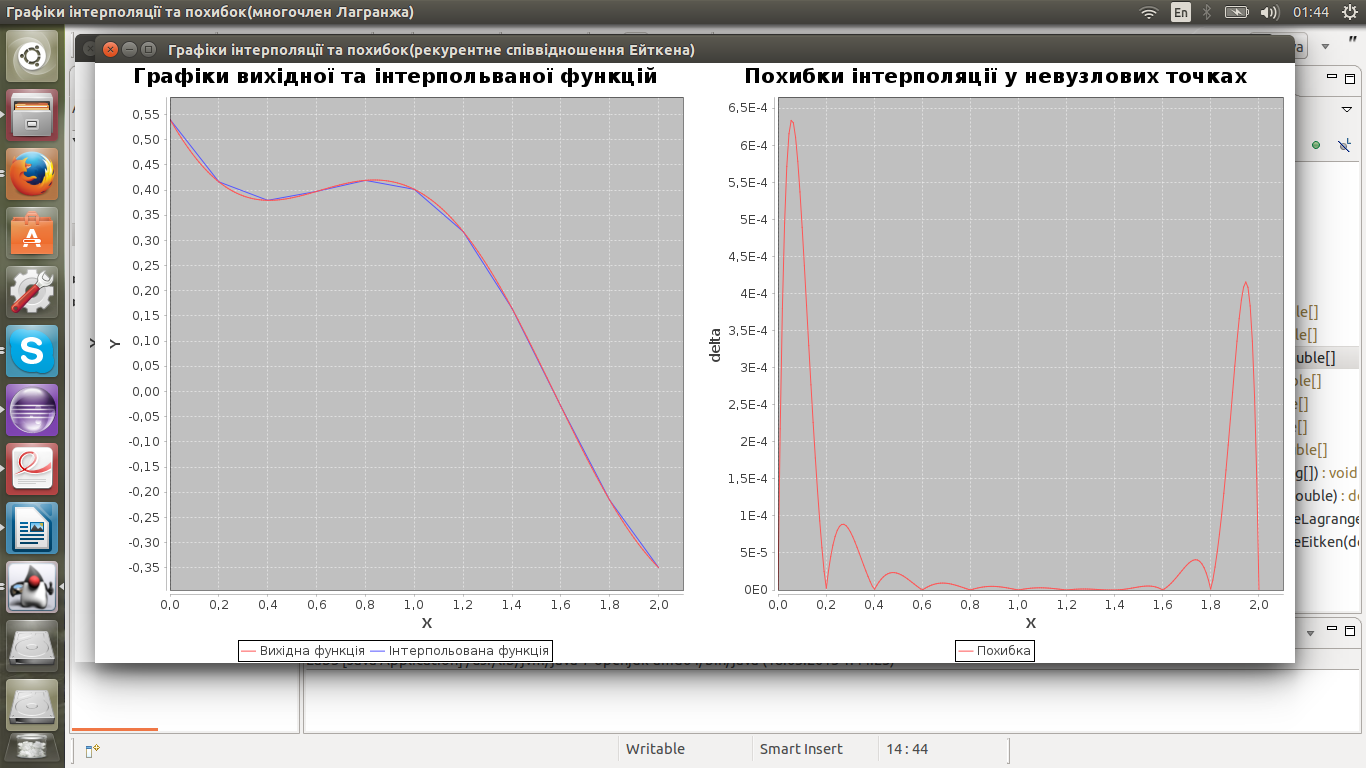 Графіки інтерполяції та похибок(многочлен Лагранжа)
En
01:44
Графіки інтерполяції та похибок(рекурентне співвідношення Ейткена)
Графіки вихідної та інтерпольваної функцій
0,55
0,50
0,45
0,40
0,35
0,30
0,25
0,20
0,15
0,10
0,05
0,00
-0,05
-0,10
-0,15
-0,20
-0,25
-0,30
-0,35
Y
0,0 0,2 0,4 0,6 0,8 1,0 1,2 1,4 1,6 1,8 2,0
X
Вихідна функція Інтерпольована функція
Похибки інтерполяції у невузлових точках
6,5E-4
6E-4
5,5E-4
5E-4
4,5E-4
4E-4
3,5E-4
3E-4
2,5E-4
2E-4
1,5E-4
1E-4
5E-5
0E0
delta
0,0 0,2 0,4 0,6 0,8 1,0 1,2 1,4 1,6 1,8 2,0
X
Похибка
uble[]
g[]) : void
ouble) : d
eLagrange
eEitken(d
Writable
Smart Insert
14 : 44